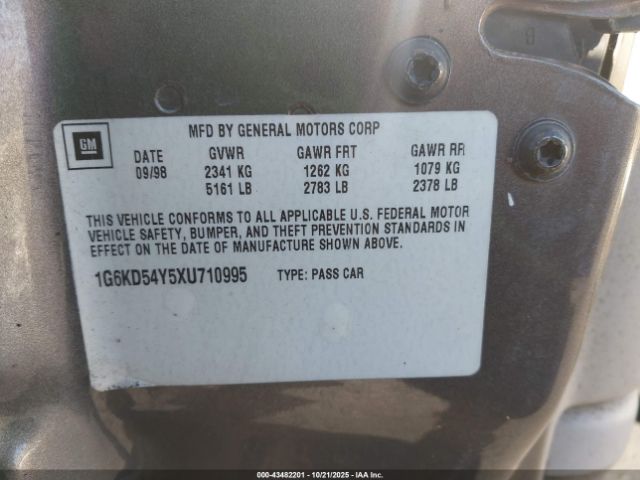 GM
MFD BY GENERAL MOTORS CORP
DATE GVWR GAWR FRT GAWR RR
09/98 2341 KG 1262 KG 1079 KG
5161 LB 2783 LB 2378 LB
THIS VEHICLE CONFORMS TO ALL APPLICABLE U.S. FEDERAL MOTOR
VEHICLE SAFETY, BUMPER, AND THEFT PREVENTION STANDARDS IN
EFFECT ON THE DATE OF MANUFACTURE SHOWN ABOVE.
1G6KD54Y5XU710995 TYPE: PASS CAR
000-43482201 - 10/21/2025 - IAA, Inc.